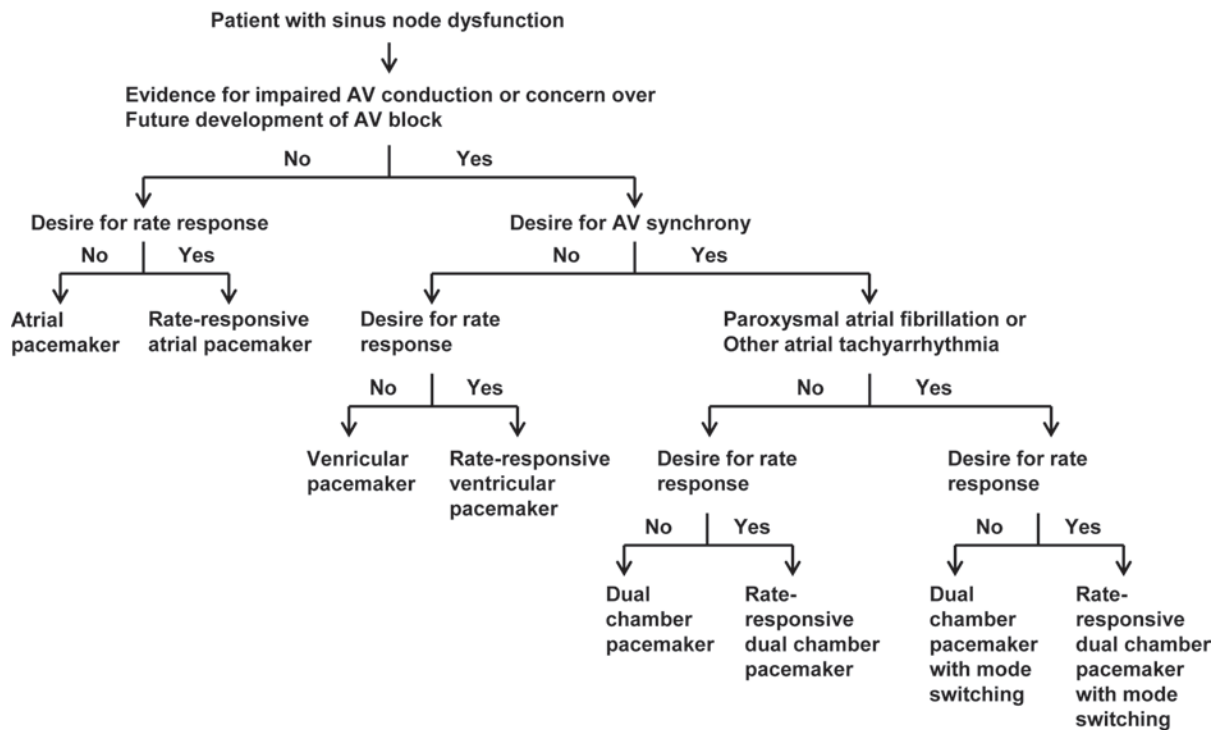 Patient with sinus node dysfunction
Evidence for impaired AV conduction or concern over
Future development of AV block
No
Yes
Desire for rate response
Desire for AV synchrony
No
Yes
No
Yes
Atrial
pacemaker
Rate-responsive
atrial pacemaker
Desire for rate
response
Paroxysmal atrial fibrillation or
Other atrial tachyarrhythmia
No
Yes
No
Yes
Venricular
pacemaker
Rate-responsive
ventricular
pacemaker
Desire for rate
response
Desire for rate
response
No
Yes
No
Yes
Dual
chamber
pacemaker
Rate-
responsive
dual chamber
pacemaker
Dual
chamber
pacemaker
with mode
switching
Rate-
responsive
dual chamber
pacemaker
with mode
switching